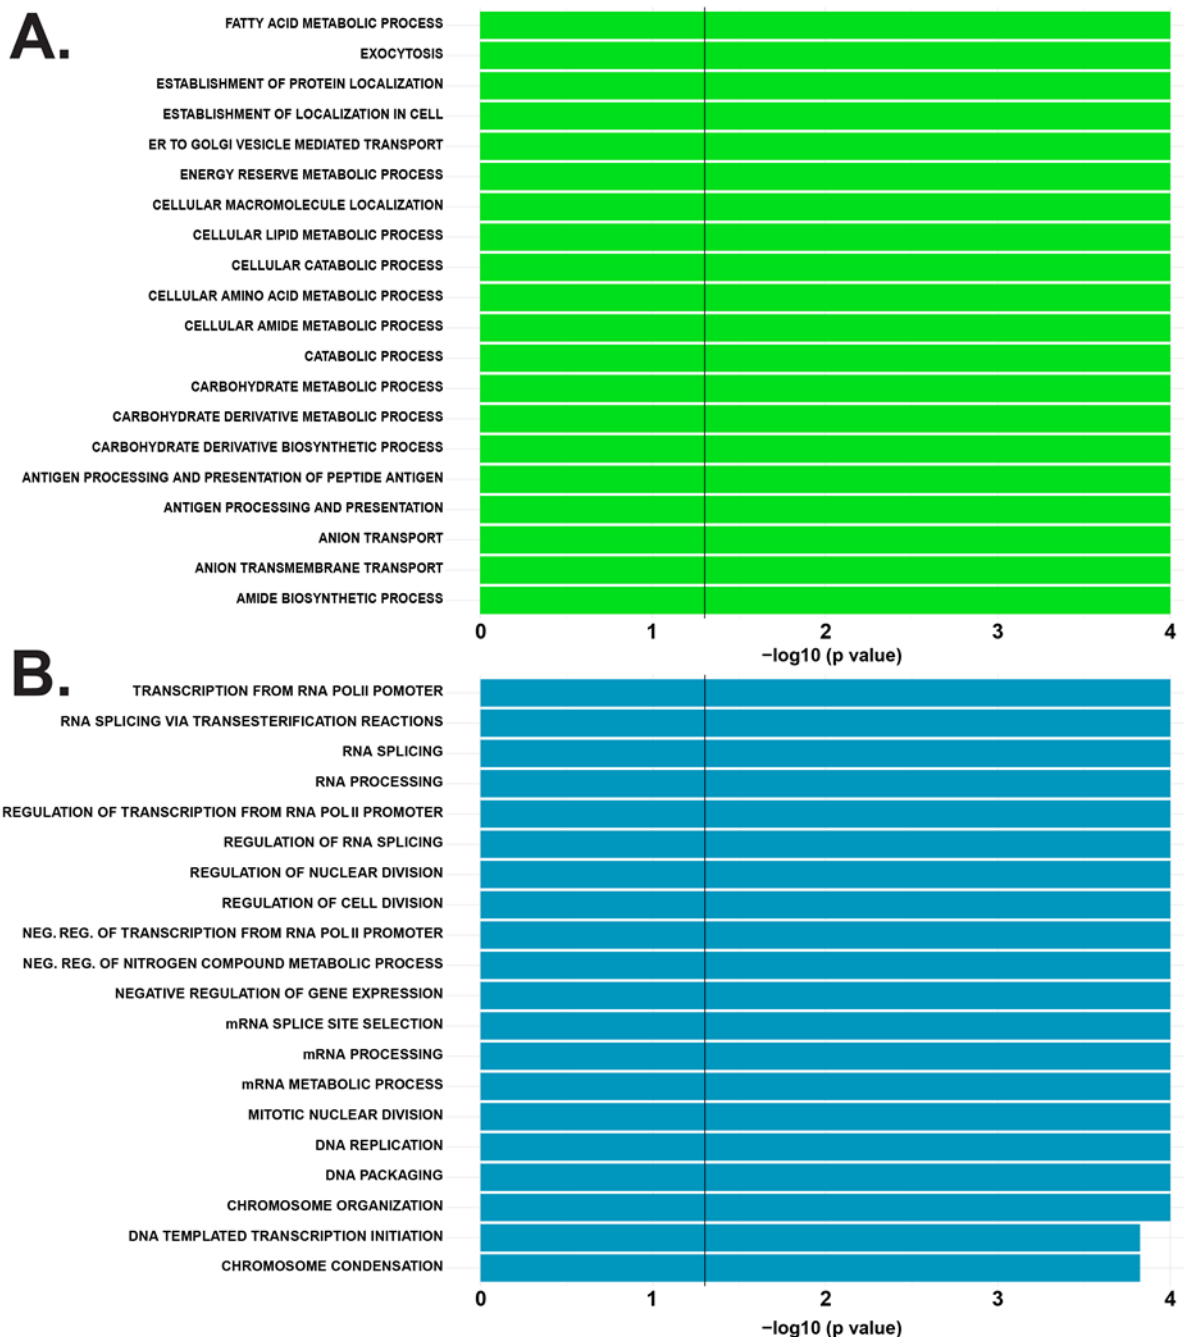 A.
FATTY ACID METABOLIC PROCESS
EXOCYTOSIS
ESTABLISHMENT OF PROTEIN LOCALIZATION
ESTABLISHMENT OF LOCALIZATION IN CELL
ER TO GOLGI VESICLE MEDIATED TRANSPORT
ENERGY RESERVE METABOLIC PROCESS
CELLULAR MACROMOLECULE LOCALIZATION
CELLULAR LIPID METABOLIC PROCESS
CELLULAR CATABOLIC PROCESS
CELLULAR AMINO ACID METABOLIC PROCESS
CELLULAR AMIDE METABOLIC PROCESS
CATABOLIC PROCESS
CARBOHYDRATE METABOLIC PROCESS
CARBOHYDRATE DERIVATIVE METABOLIC PROCESS
CARBOHYDRATE DERIVATIVE BIOSYNTHETIC PROCESS
ANTIGEN PROCESSING AND PRESENTATION OF PEPTIDE ANTIGEN
ANTIGEN PROCESSING AND PRESENTATION
ANION TRANSPORT
ANION TRANSMEMBRANE TRANSPORT
AMIDE BIOSYNTHETIC PROCESS
0 1 2 3 4
−log10 (p value)
B.
TRANSCRIPTION FROM RNA POLII POMOTER
RNA SPLICING VIA TRANSESTERIFICATION REACTIONS
RNA SPLICING
RNA PROCESSING
REGULATION OF TRANSCRIPTION FROM RNA POL II PROMOTER
REGULATION OF RNA SPLICING
REGULATION OF NUCLEAR DIVISION
REGULATION OF CELL DIVISION
NEG. REG. OF TRANSCRIPTION FROM RNA POL II PROMOTER
NEG. REG. OF NITROGEN COMPOUND METABOLIC PROCESS
NEGATIVE REGULATION OF GENE EXPRESSION
mRNA SPLICE SITE SELECTION
mRNA PROCESSING
mRNA METABOLIC PROCESS
MITOTIC NUCLEAR DIVISION
DNA REPLICATION
DNA PACKAGING
CHROMOSOME ORGANIZATION
DNA TEMPLATED TRANSCRIPTION INITIATION
CHROMOSOME CONDENSATION
0 1 2 3 4
−log10 (p value)